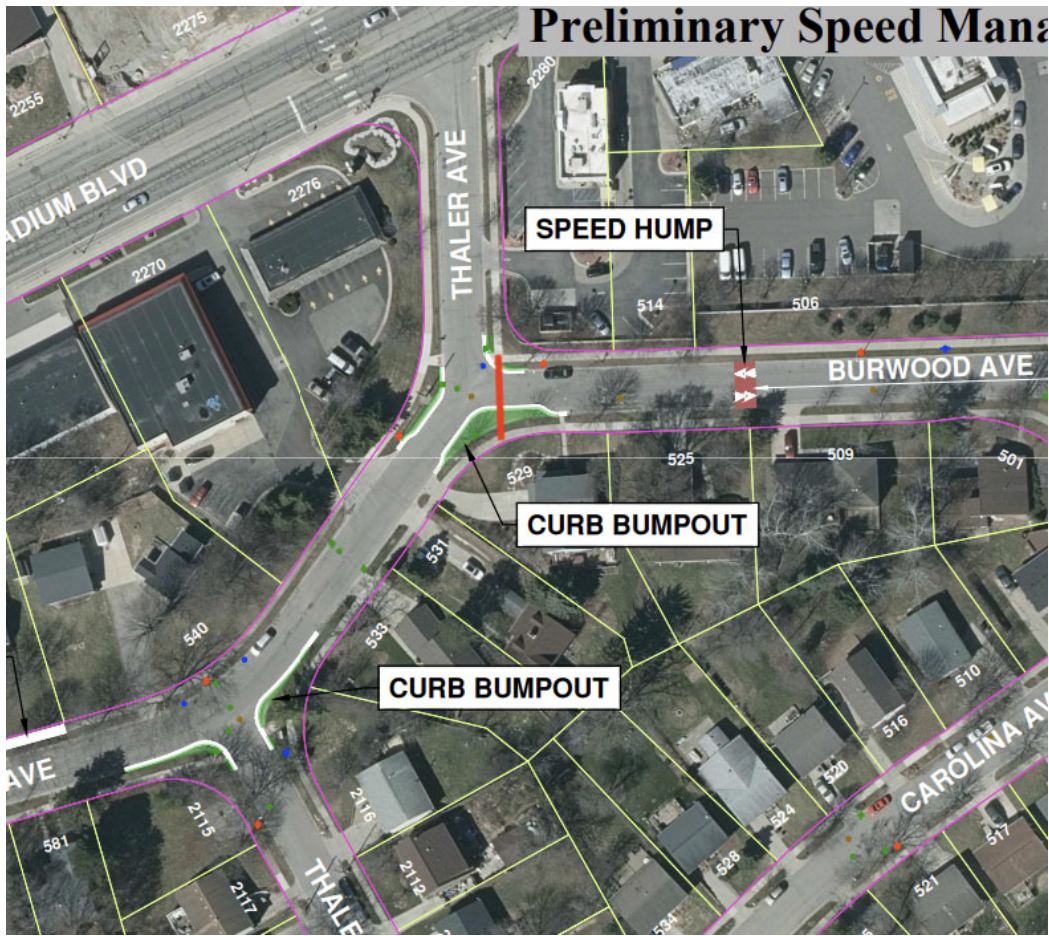 Preliminary Speed Mana
2275
2255
2280
ADIUM BLVD
THALER AVE
2276
2270
SPEED HUMP
514
506
BURWOOD AVE
529
525
509
501
CURB BUMPOUT
531
533
540
CURB BUMPOUT
510
516
CAROLINA AV
520
524
528
534
517
521
AVE
581
2115
2116
2112
2117
THALE